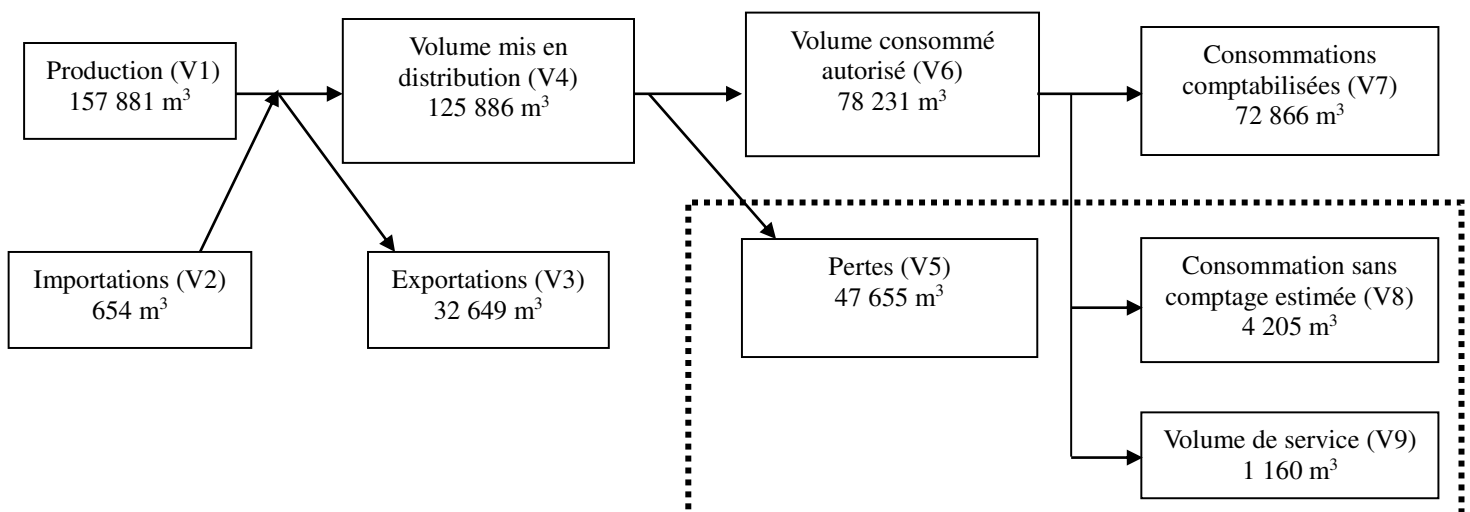 Production (V1)
157 881 m³
Volume mis en
distribution (V4)
125 886 m³
Volume consommé
autorisé (V6)
78 231 m³
Consommations
comptabilisées (V7)
72 866 m³
Importations (V2)
654 m³
Exportations (V3)
32 649 m³
Pertes (V5)
47 655 m³
Consommation sans
comptage estimée (V8)
4 205 m³
Volume de service (V9)
1 160 m³